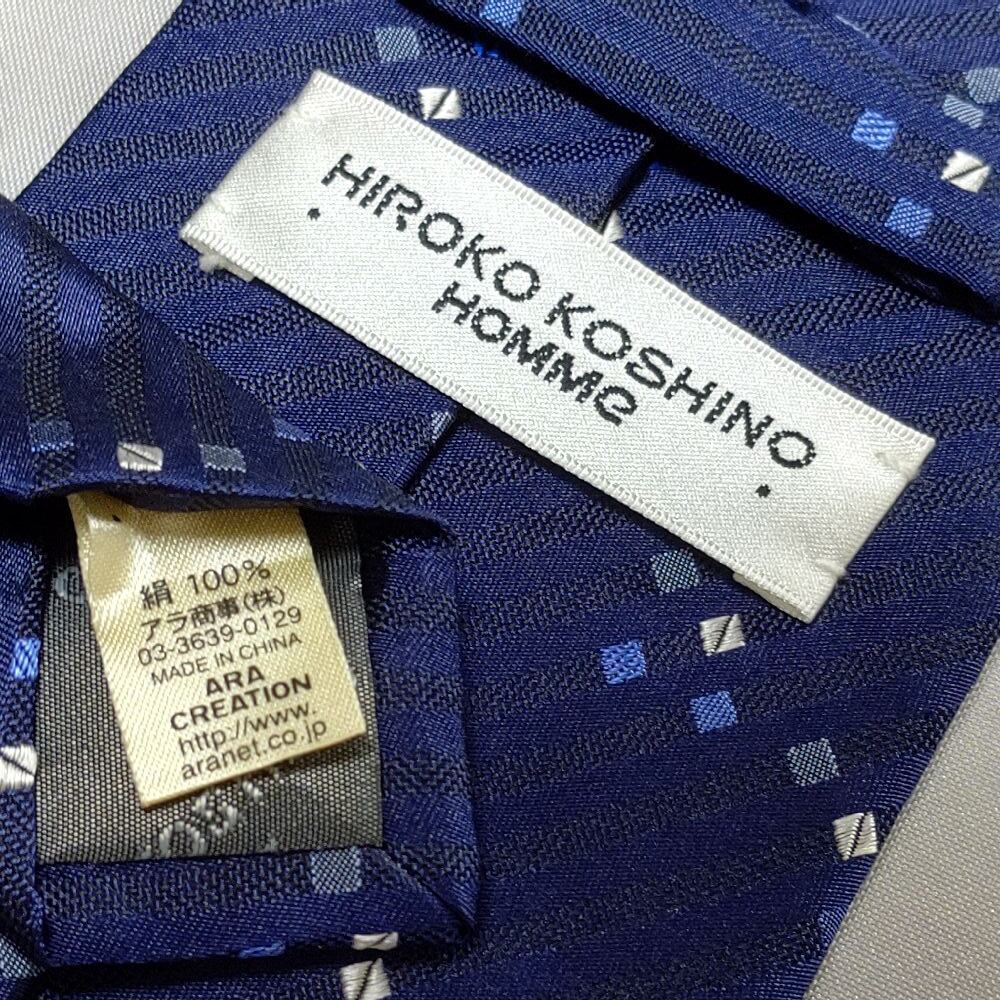 HIROKO KOSHINO
HOMMe
絹 100%
アラ商事(株)
03-3639-0129
MADE IN CHINA
ARA
CREATION
http://www.
aranet.co.jp